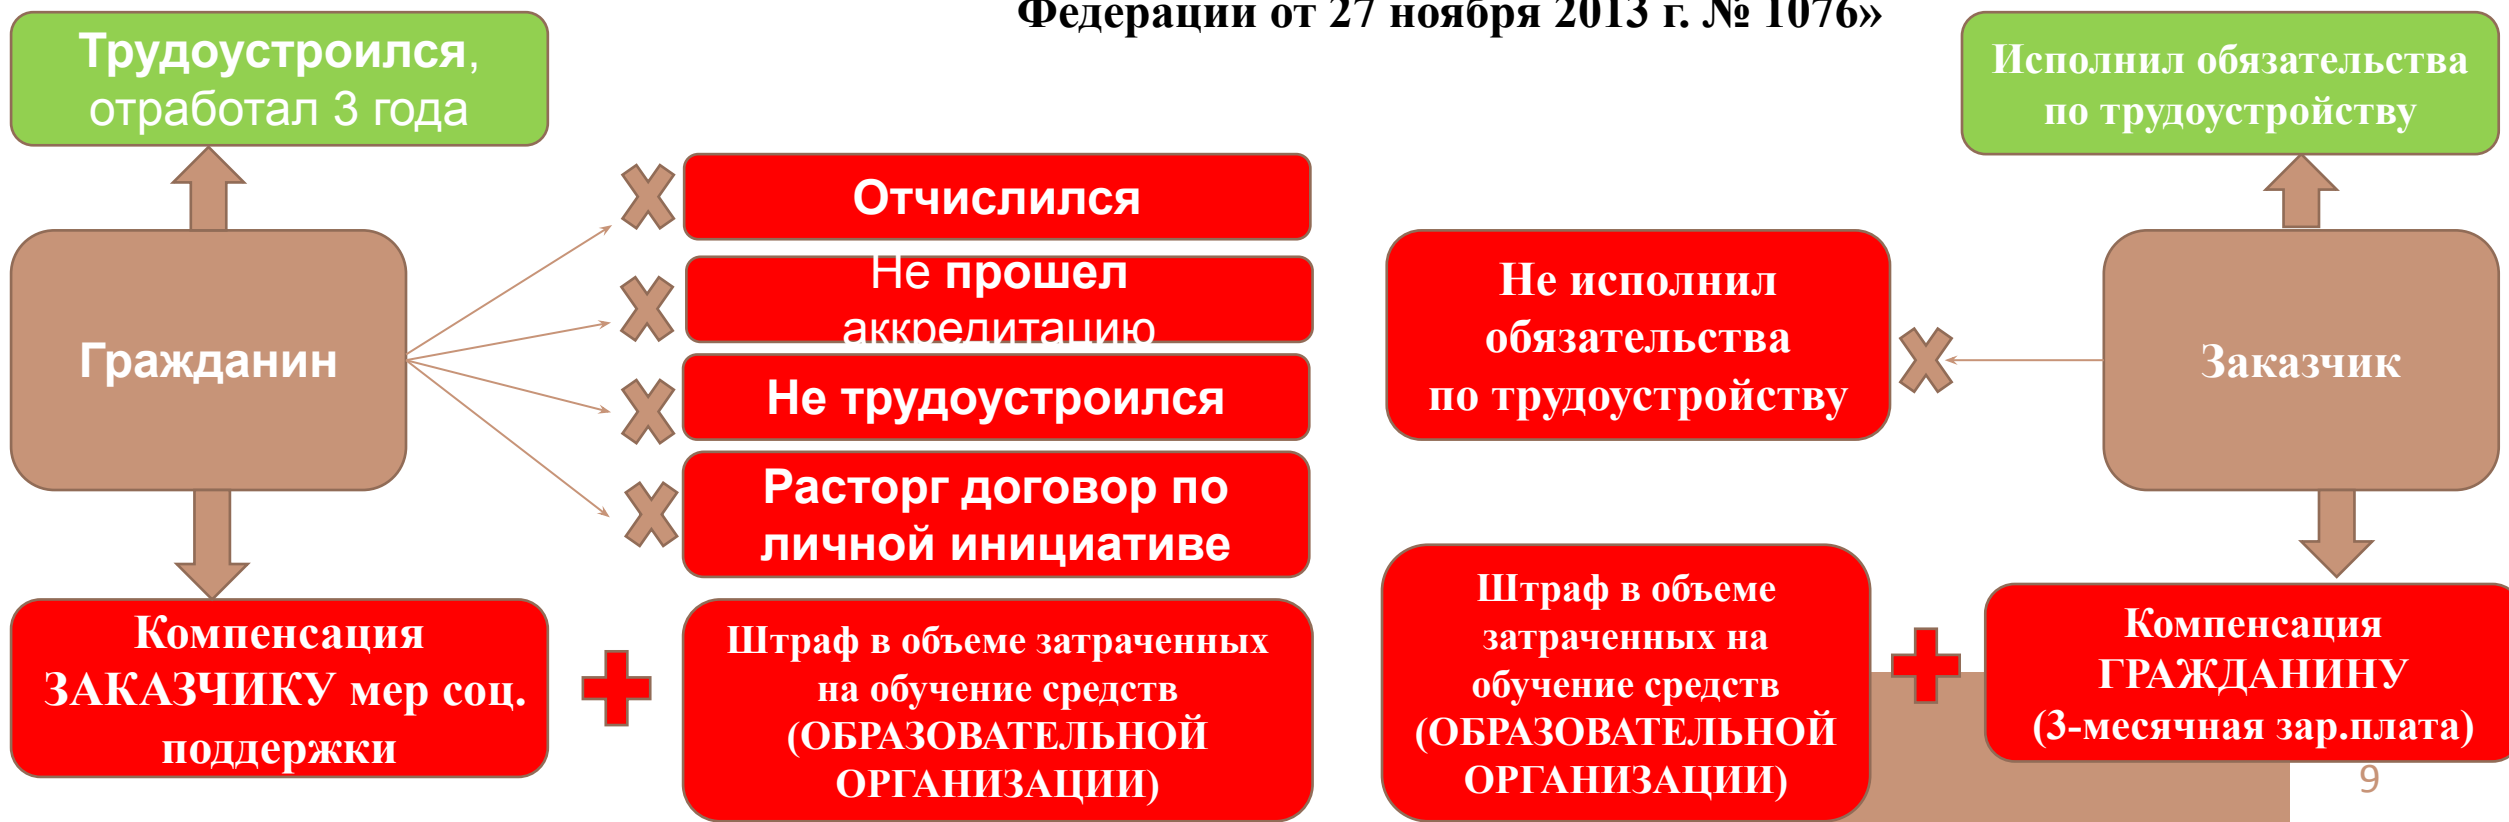 Федерации от 27 ноября 2013 г. № 1076»
Трудоустроился,
отработал 3 года
Исполнил обязательства
по трудоустройству
Отчислился
Не прошел
аккредитацию
Не трудоустроился
Расторг договор по
личной инициативе
Гражданин
Не исполнил
обязательства
по трудоустройству
Заказчик
Компенсация
ЗАКАЗЧИКУ мер соц.
поддержки
Штраф в объеме затраченных
на обучение средств
(ОБРАЗОВАТЕЛЬНОЙ
ОРГАНИЗАЦИИ)
Штраф в объеме
затраченных на
обучение средств
(ОБРАЗОВАТЕЛЬНОЙ
ОРГАНИЗАЦИИ)
Компенсация
ГРАЖДАНИНУ
(3-месячная зар.плата)
9